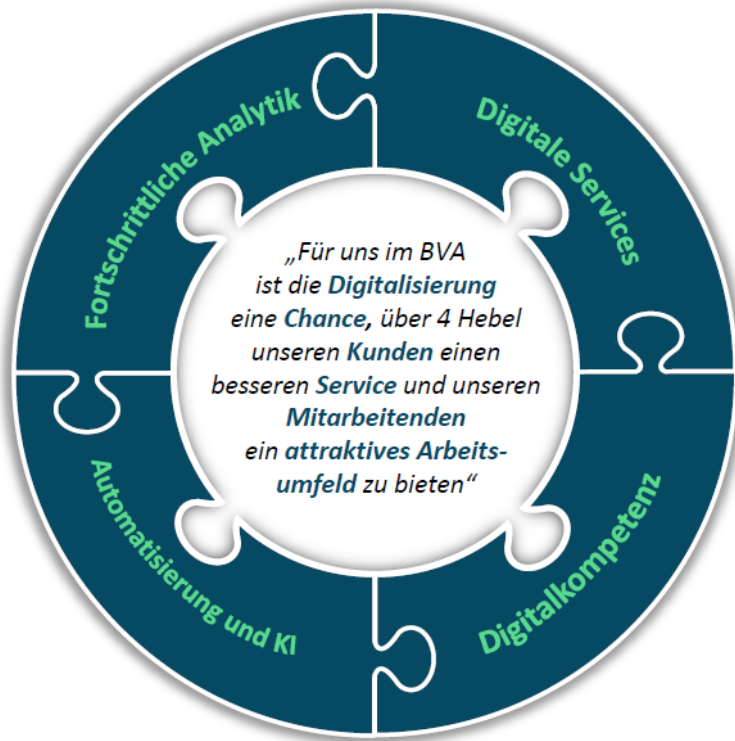 Fortschrittliche Analytik
Digitale Services
„Für uns im BVA
ist die Digitalisierung
eine Chance, über 4 Hebel
unseren Kunden einen
besseren Service und unseren
Mitarbeitenden
ein attraktives Arbeits-
umfeld zu bieten“
Automatisierung und KI
Digitalkompetenz